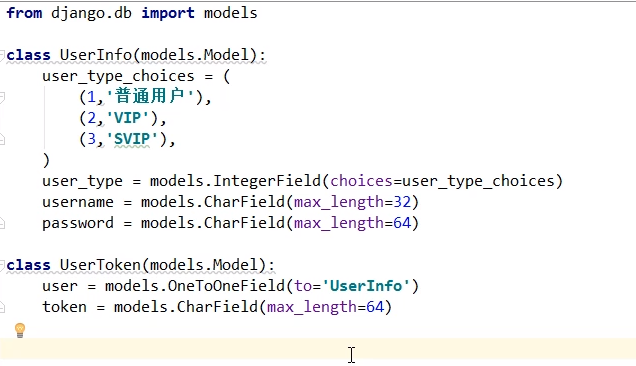 from django.db import models
class UserInfo(models.Model):
    user_type_choices = (
        (1,'普通用户'),
        (2,'VIP'),
        (3,'SVIP'),
    )
    user_type = models.IntegerField(choices=user_type_choices)
    username = models.CharField(max_length=32)
    password = models.CharField(max_length=64)
class UserToken(models.Model):
    user = models.OneToOneField(to='UserInfo')
    token = models.CharField(max_length=64)